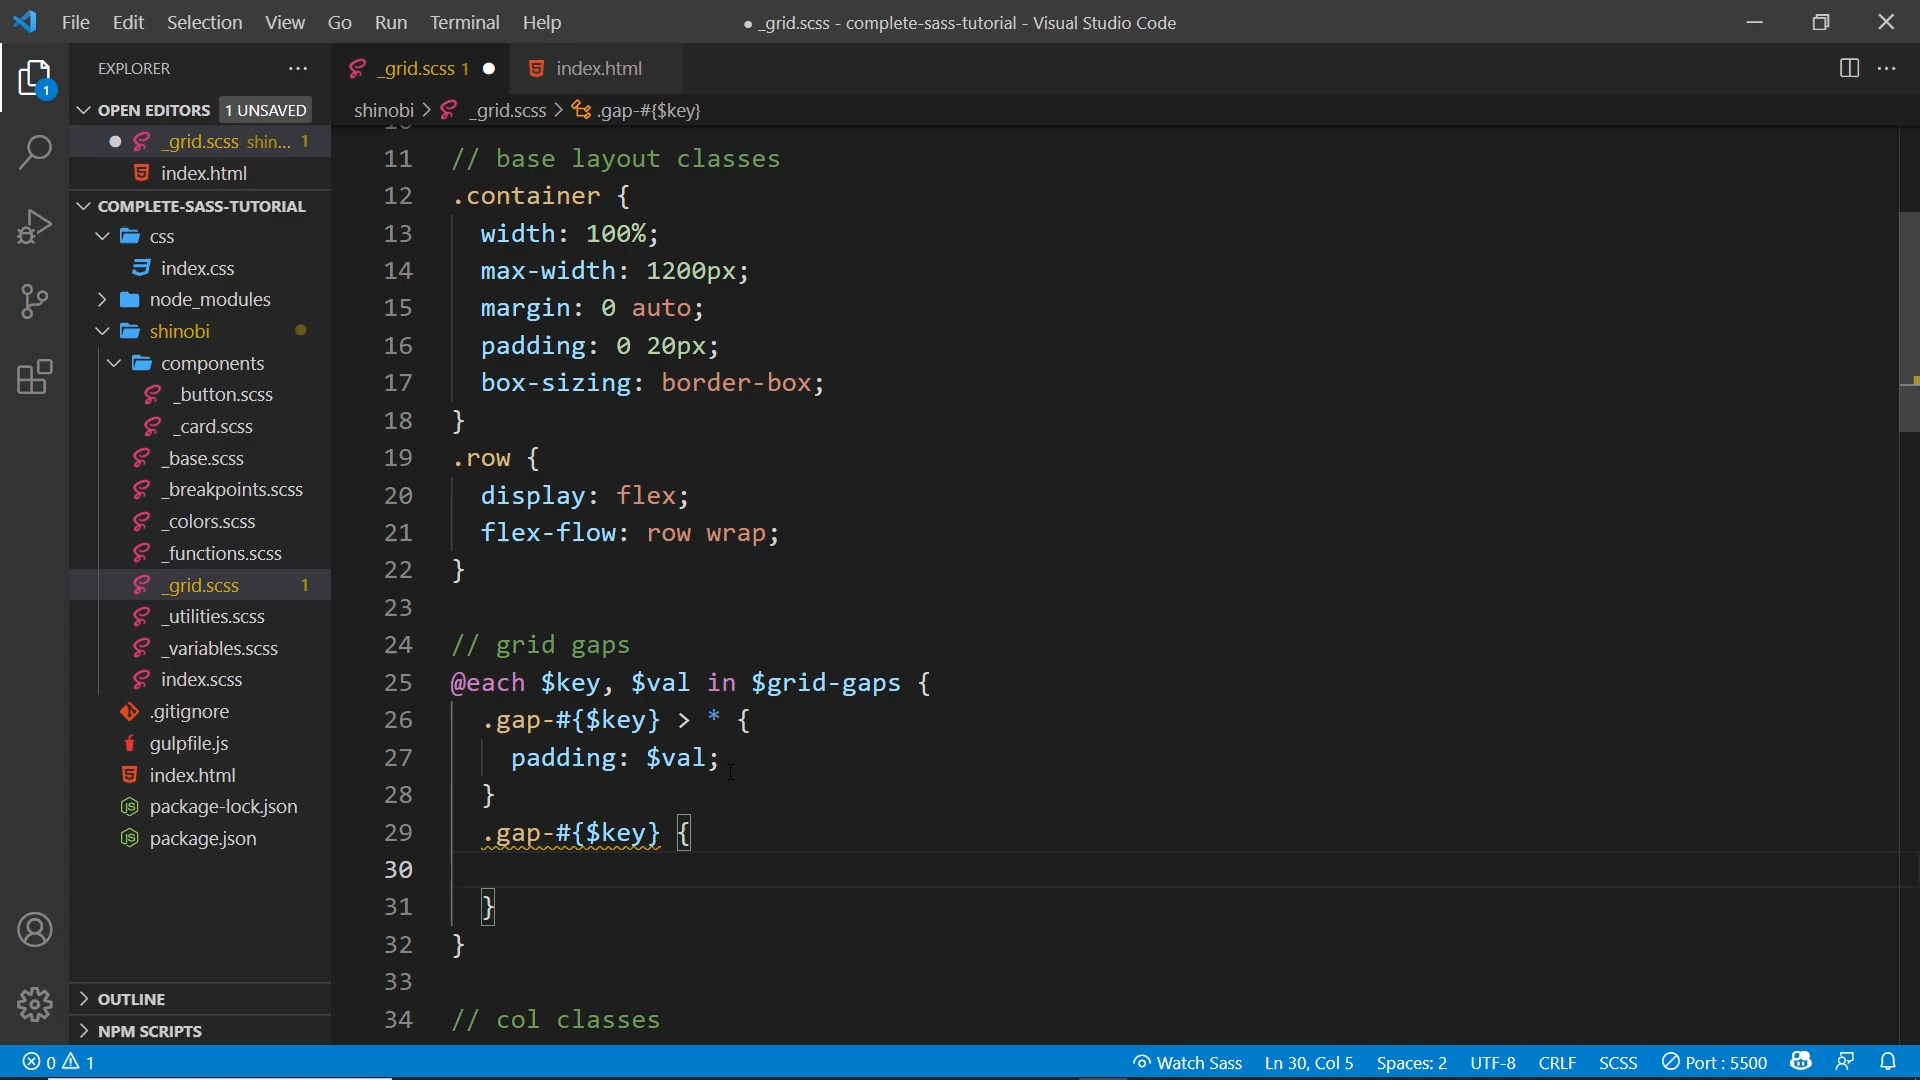 File Edit Selection View Go Run Terminal Help
● _grid.scss - complete-sass-tutorial - Visual Studio Code
1
EXPLORER
OPEN EDITORS 1 UNSAVED
_grid.scss shin... 1
index.html
COMPLETE-SASS-TUTORIAL
css
index.css
node_modules
shinobi
components
_button.scss
_card.scss
_base.scss
_breakpoints.scss
_colors.scss
_functions.scss
_grid.scss 1
_utilities.scss
_variables.scss
index.scss
.gitignore
gulpfile.js
index.html
package-lock.json
package.json
OUTLINE
NPM SCRIPTS
_grid.scss 1 index.html
shinobi > _grid.scss > .gap-#{$key}
11 // base layout classes
12 .container {
13 width: 100%;
14 max-width: 1200px;
15 margin: 0 auto;
16 padding: 0 20px;
17 box-sizing: border-box;
18 }
19 .row {
20 display: flex;
21 flex-flow: row wrap;
22 }
23
24 // grid gaps
25 @each $key, $val in $grid-gaps {
26 .gap-#{$key} > * {
27 padding: $val;
28 }
29 .gap-#{$key} {
30
31 }
32 }
33
34 // col classes
0 1 Watch Sass Ln 30, Col 5 Spaces: 2 UTF-8 CRLF SCSS Port : 5500